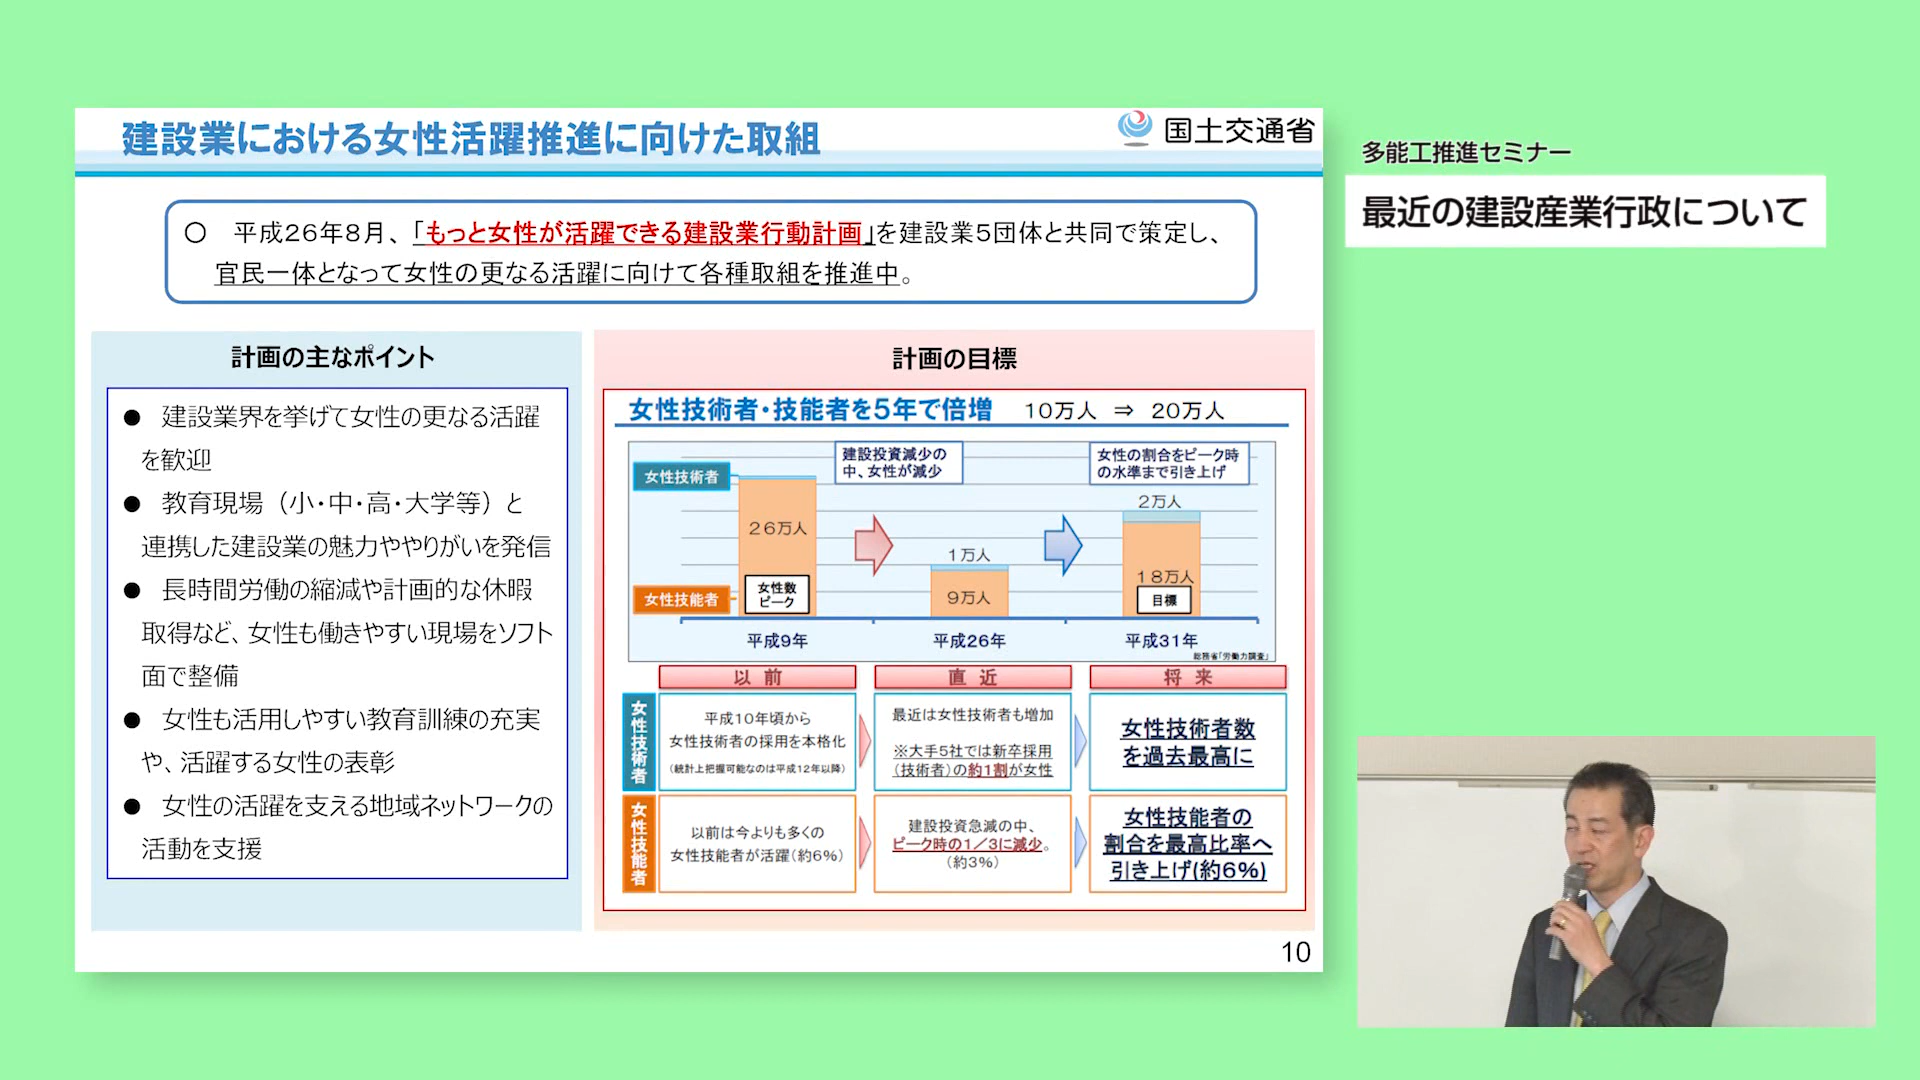 建設業における女性活躍推進に向けた取組
国土交通省
多能工推進セミナー
最近の建設産業行政について
○ 平成26年8月、「もっと女性が活躍できる建設業行動計画」を建設業5団体と共同で策定し、
官民一体となって女性の更なる活躍に向けて各種取組を推進中。
計画の主なポイント
● 建設業界を挙げて女性の更なる活躍
を歓迎
● 教育現場（小・中・高・大学等）と
連携した建設業の魅力ややりがいを発信
● 長時間労働の縮減や計画的な休暇
取得など、女性も働きやすい現場をソフト
面で整備
● 女性も活用しやすい教育訓練の充実
や、活躍する女性の表彰
● 女性の活躍を支える地域ネットワークの
活動を支援
計画の目標
女性技術者・技能者を5年で倍増 10万人 ⇒ 20万人
建設投資減少の
中、女性が減少
女性の割合をピーク時
の水準まで引き上げ
女性技術者
26万人
1万人
2万人
女性技能者
女性数
ピーク
9万人
18万人
目標
平成9年
平成26年
平成31年
総務省「労働力調査」
以前
直近
将来
女性技術者
平成10年頃から
女性技術者の採用を本格化
（統計上把握可能なのは平成12年以降）
最近は女性技術者も増加
※大手5社では新卒採用
（技術者）の約1割が女性
女性技術者数
を過去最高に
女性技能者
以前は今よりも多くの
女性技能者が活躍（約6％）
建設投資急減の中、
ピーク時の1／3に減少。
（約3％）
女性技能者の
割合を最高比率へ
引き上げ(約6％)
10